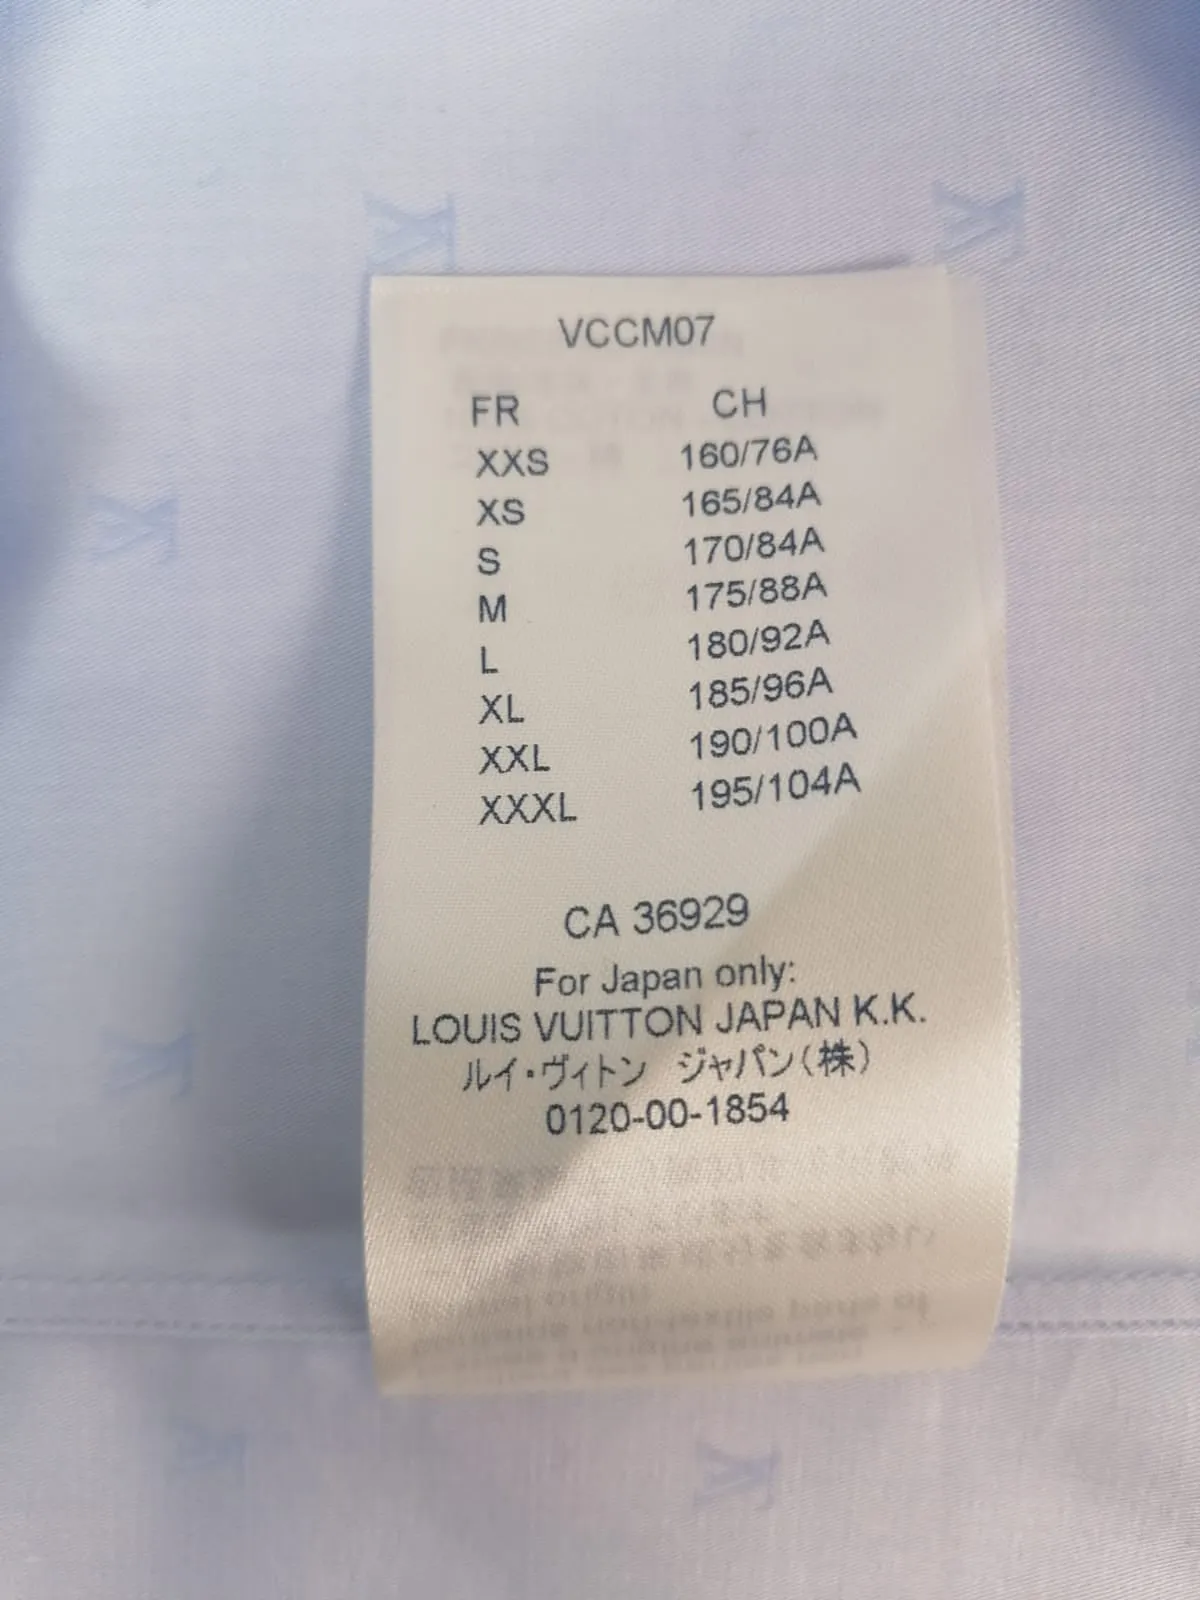 VCCM07
FR CH
XXS 160/76A
XS 165/84A
S 170/84A
M 175/88A
L 180/92A
XL 185/96A
XXL 190/100A
XXXL 195/104A
CA 36929
For Japan only:
LOUIS VUITTON JAPAN K.K.
ルイ・ヴィトン ジャパン(株)
0120-00-1854